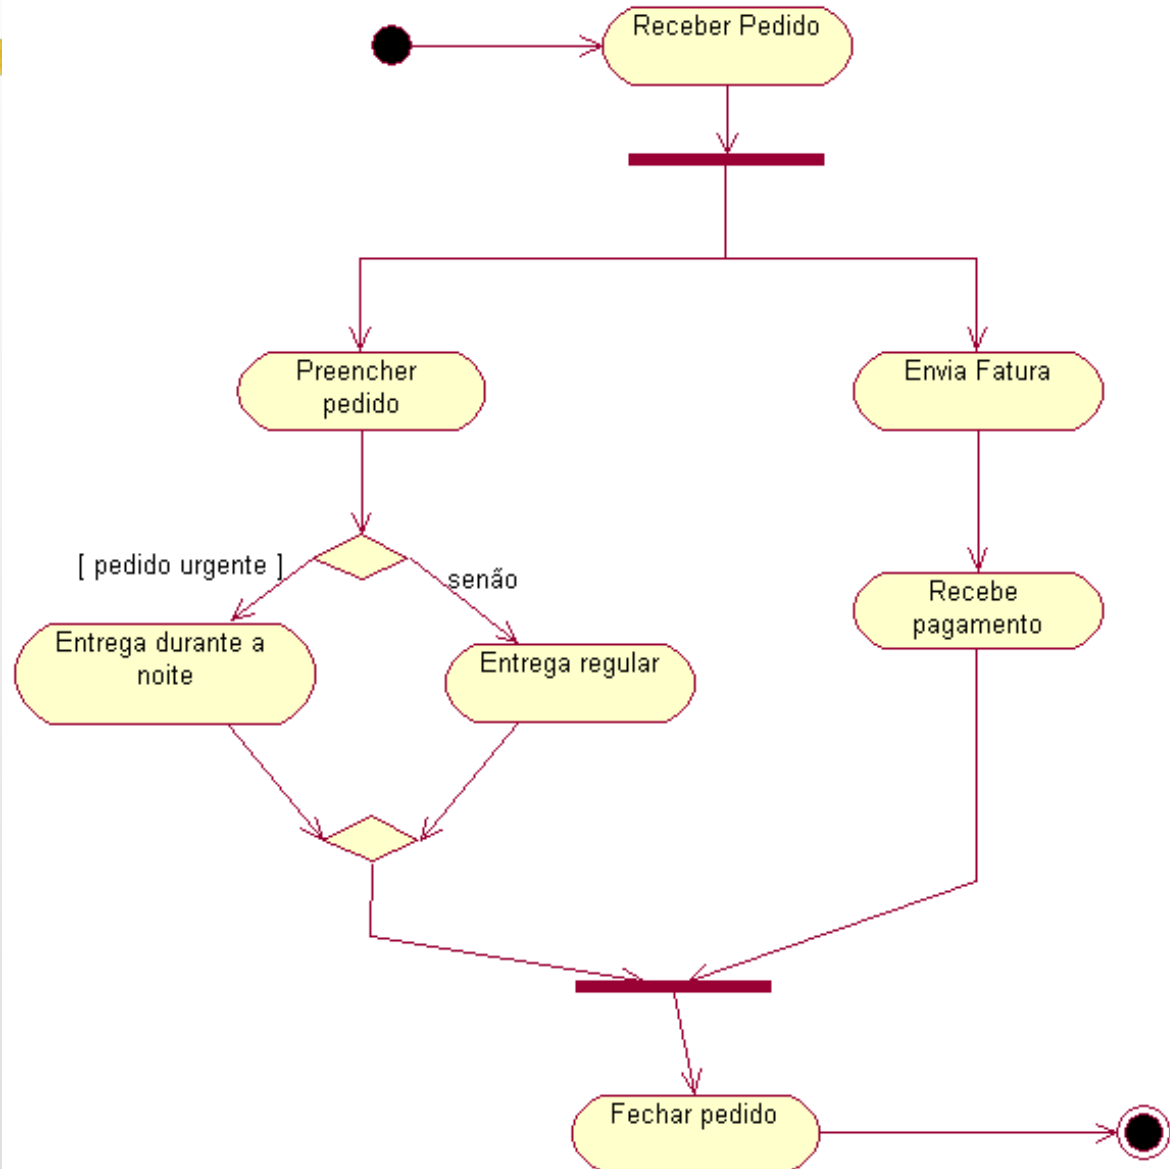 Receber Pedido
Preencher
pedido
Envia Fatura
[ pedido urgente ]
senão
Recebe
pagamento
Entrega durante a
noite
Entrega regular
Fechar pedido